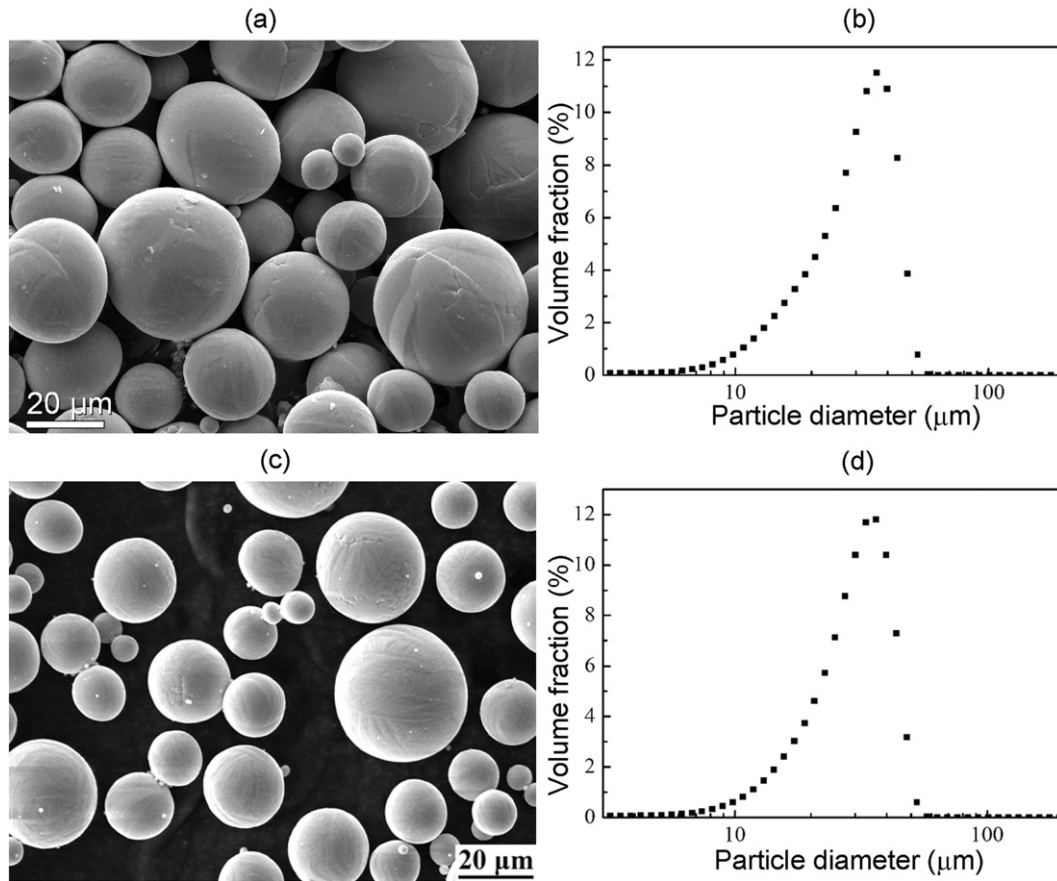 (a)
(b)
20 μm
Volume fraction (%)
12
10
8
6
4
2
0
10
100
Particle diameter (μm)
(c)
(d)
20 μm
Volume fraction (%)
12
10
8
6
4
2
0
10
100
Particle diameter (μm)